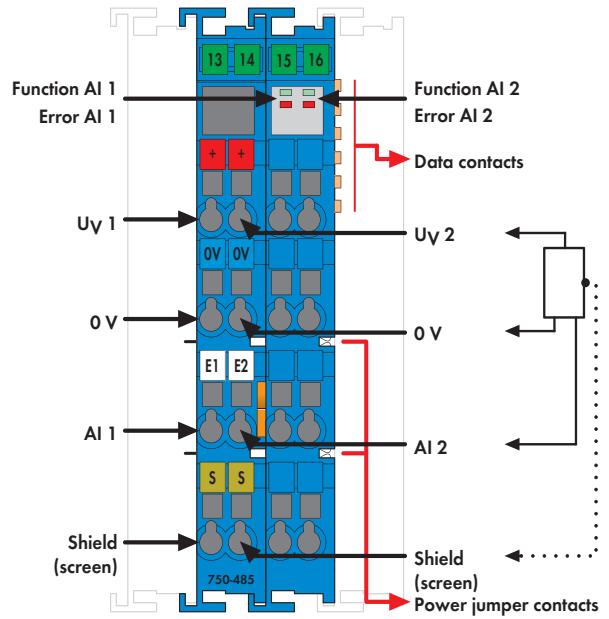 13 14 15 16
Function AI 1
Error AI 1
Function AI 2
Error AI 2
+ +
Data contacts
UV 1
UV 2
0V 0V
0 V
0 V
E1 E2
AI 1
AI 2
S S
Shield
(screen)
Shield
(screen)
750-485
Power jumper contacts